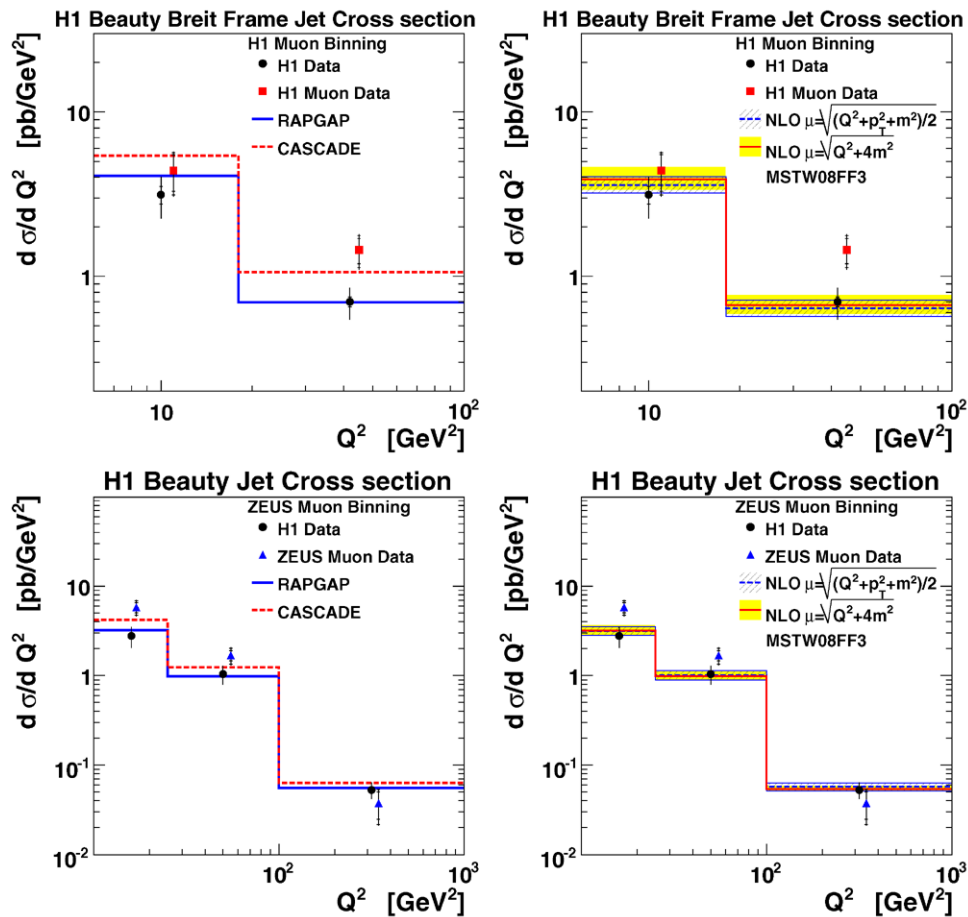 H1 Beauty Breit Frame Jet Cross section
d σ/d Q² [pb/GeV²]
H1 Muon Binning
H1 Data
H1 Muon Data
RAPGAP
CASCADE
10
1
10
10²
Q² [GeV²]
H1 Beauty Breit Frame Jet Cross section
d σ/d Q² [pb/GeV²]
H1 Muon Binning
H1 Data
H1 Muon Data
NLO μ=√(Q²+p_T²+m²)/2
NLO μ=√Q²+4m²
MSTW08FF3
10
1
10
10²
Q² [GeV²]
H1 Beauty Jet Cross section
d σ/d Q² [pb/GeV²]
ZEUS Muon Binning
H1 Data
ZEUS Muon Data
RAPGAP
CASCADE
10
1
10⁻¹
10⁻²
10²
10³
Q² [GeV²]
H1 Beauty Jet Cross section
d σ/d Q² [pb/GeV²]
ZEUS Muon Binning
H1 Data
ZEUS Muon Data
NLO μ=√(Q²+p_T²+m²)/2
NLO μ=√Q²+4m²
MSTW08FF3
10
1
10⁻¹
10⁻²
10²
10³
Q² [GeV²]